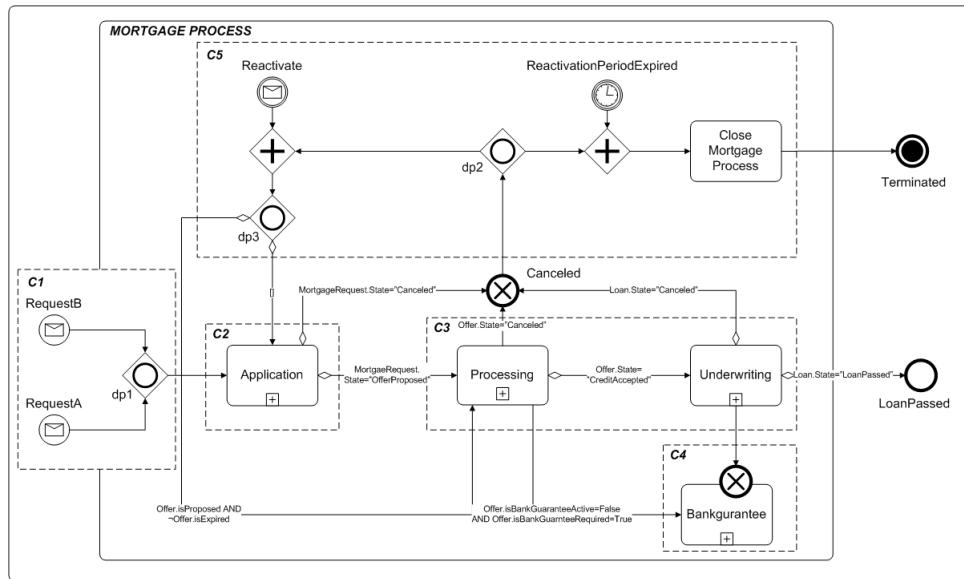 MORTGAGE PROCESS
C5
Reactivate
ReactivationPeriodExpired
Close
Mortgage
Process
dp2
Terminated
dp3
C1
Canceled
RequestB
[]
MortgageRequest.State="Canceled"
Loan.State="Canceled"
C2
C3
Offer.State="Canceled"
Application
MortgaeRequest.
State="OfferProposed"
Processing
Offer.State=
"CreditAccepted"
Underwriting
Loan.State="LoanPassed"
dp1
RequestA
LoanPassed
C4
Offer.isProposed AND
¬Offer.isExpired
Offer.isBankGuaranteeActive=False
AND Offer.isBankGuarnteeRequired=True
Bankgurantee